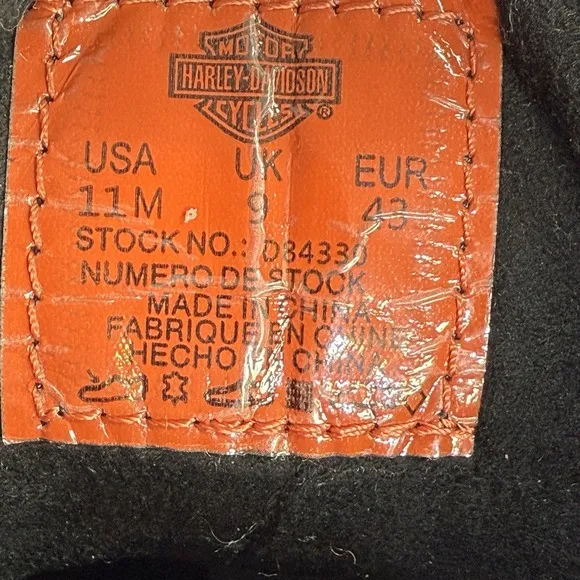 MOTOR
HARLEY-DAVIDSON
CYCLES
®
USA UK EUR
11M 9 43
STOCK NO.: D84330
NUMERO DE STOCK
MADE IN CHINA
FABRIQUE EN CHINE
HECHO EN CHINA